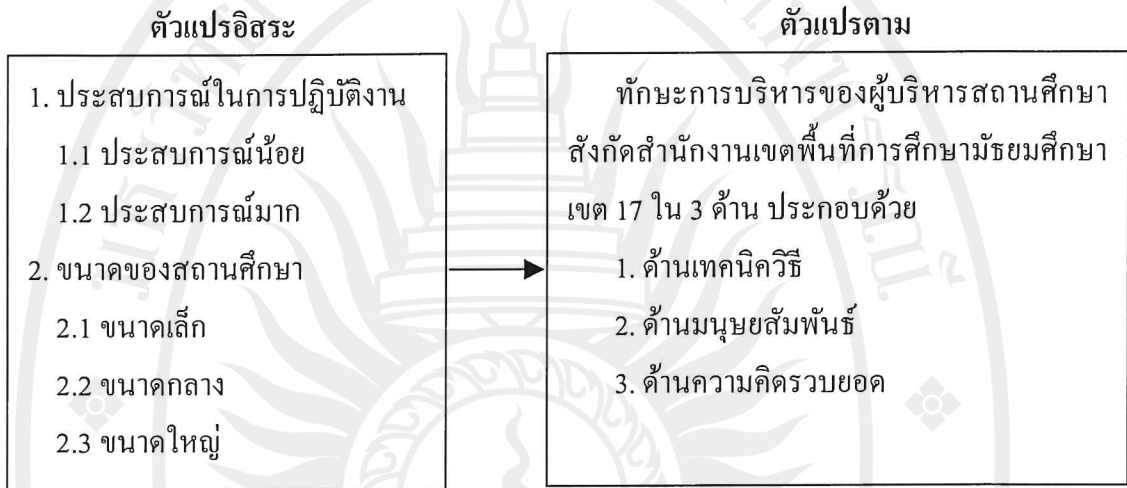 ตัวแปรอิสระ
1. ประสบการณ์ในการปฏิบัติงาน
1.1 ประสบการณ์น้อย
1.2 ประสบการณ์มาก
2. ขนาดของสถานศึกษา
2.1 ขนาดเล็ก
2.2 ขนาดกลาง
2.3 ขนาดใหญ่
ตัวแปรตาม
ทักษะการบริหารของผู้บริหารสถานศึกษา
สังกัดสำนักงานเขตพื้นที่การศึกษามัธยมศึกษา
เขต 17 ใน 3 ด้าน ประกอบด้วย
1. ด้านเทคนิควิธี
2. ด้านมนุษยสัมพันธ์
3. ด้านความคิดรวบยอด